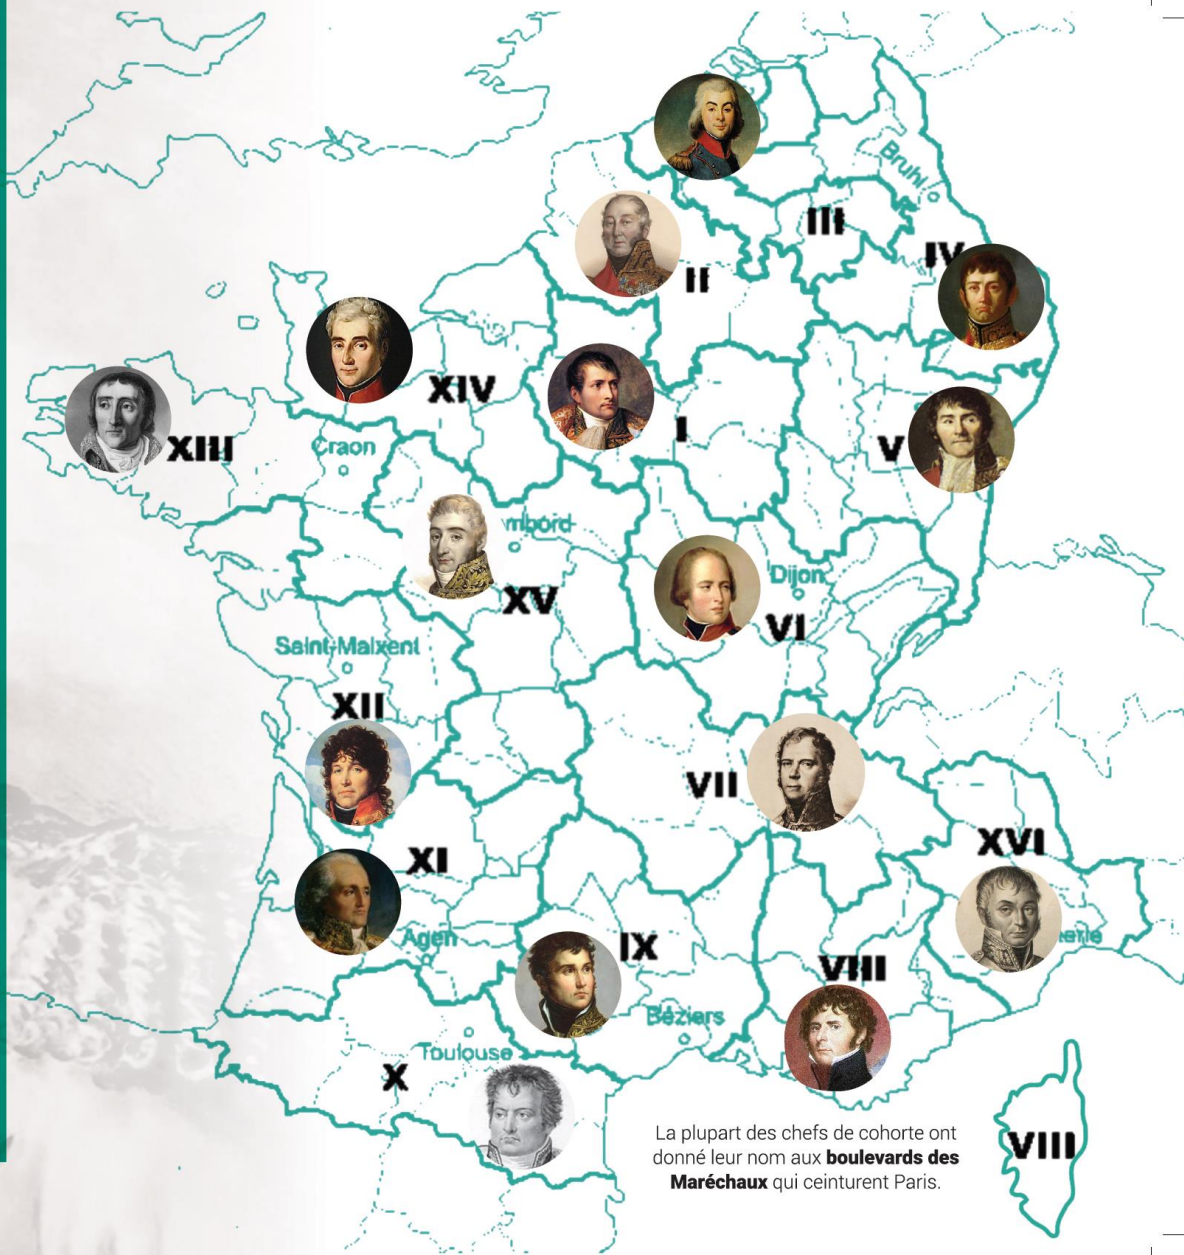 Bruhl
III
IV
II
XIV
I
Craon
XIII
V
mbord
Dijon
XV
VI
Saint-Maixent
XII
VII
XVI
XI
Agen
IX
erie
VIII
Béziers
Toulouse
X
La plupart des chefs de cohorte ont
donné leur nom aux boulevards des
Maréchaux qui ceinturent Paris.
VIII